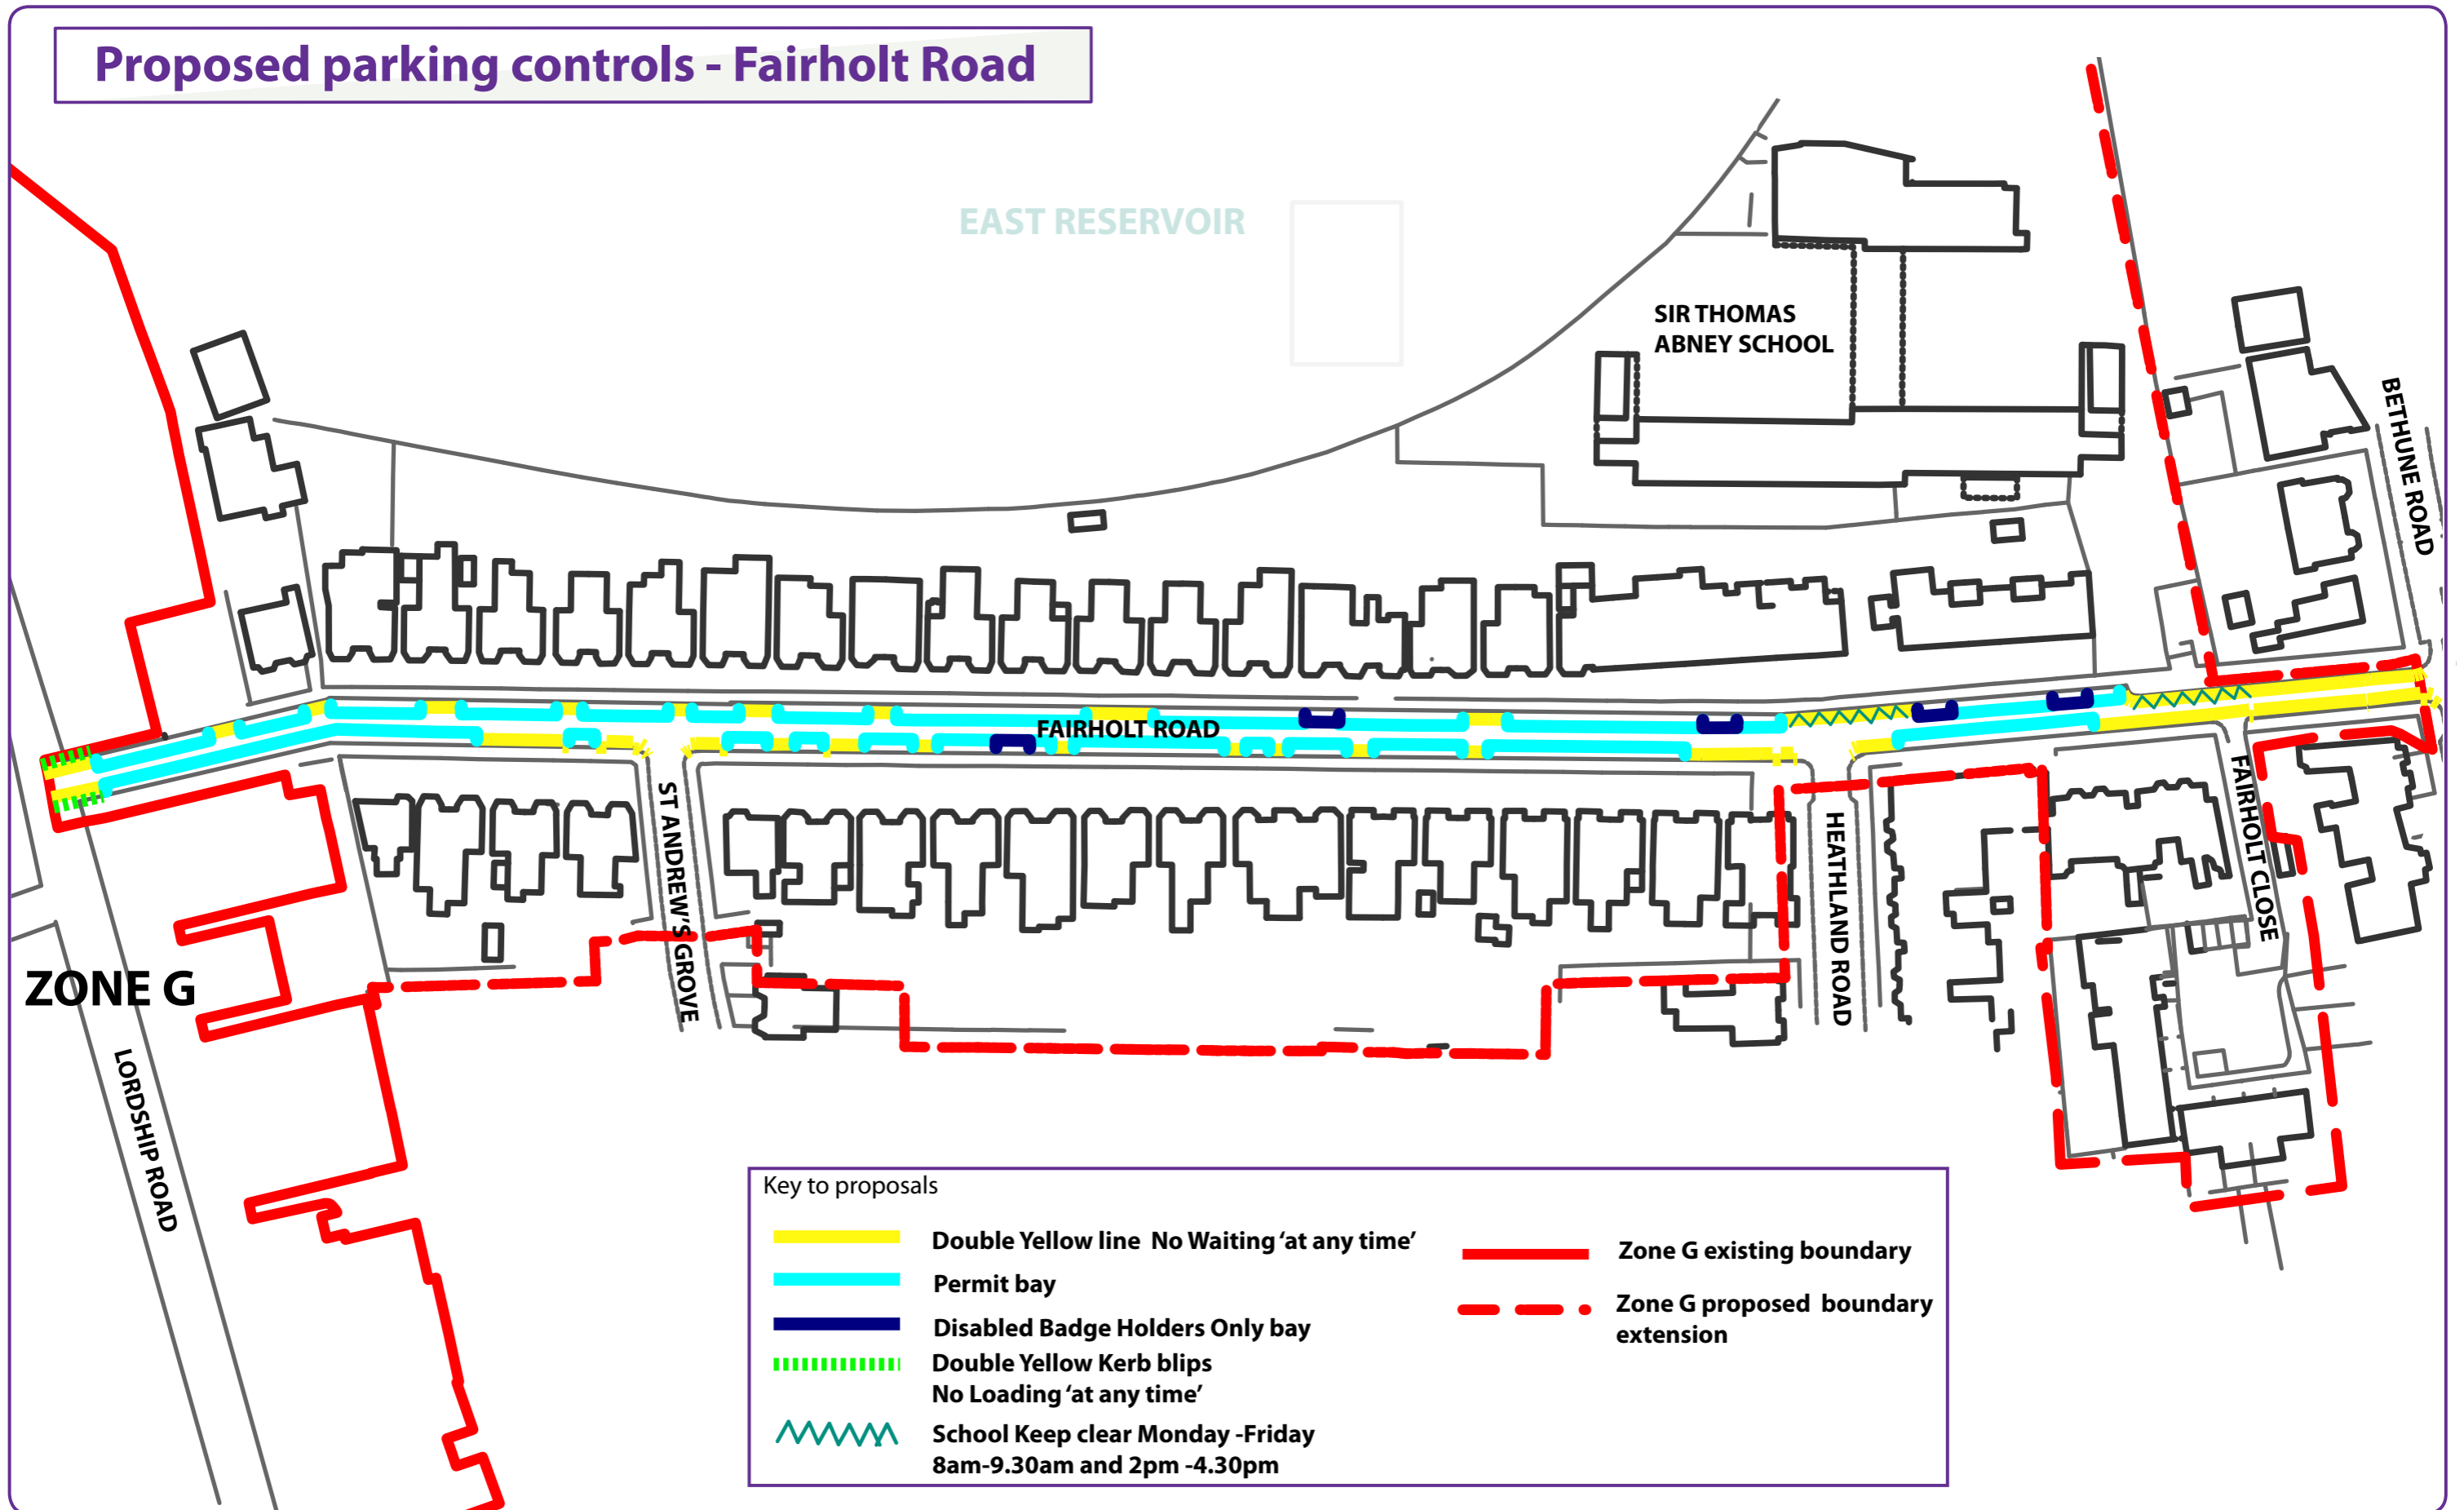 Proposed parking controls - Fairholt Road
EAST RESERVOIR
SIR THOMAS
ABNEY SCHOOL
BETHUNE ROAD
FAIRHOLT ROAD
ST ANDREW'S GROVE
HEATHLAND ROAD
FAIRHOLT CLOSE
ZONE G
LORDSHIP ROAD
Key to proposals
Double Yellow line No Waiting ‘at any time’
Permit bay
Disabled Badge Holders Only bay
Double Yellow Kerb blips
No Loading ‘at any time’
School Keep clear Monday -Friday
8am-9.30am and 2pm -4.30pm
Zone G existing boundary
Zone G proposed boundary
extension